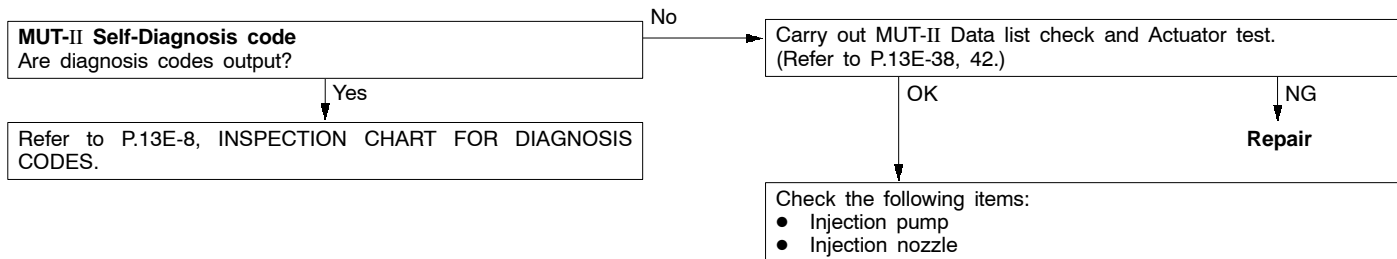 MUT-II Self-Diagnosis code
Are diagnosis codes output?
No
Carry out MUT-II Data list check and Actuator test.
(Refer to P.13E-38, 42.)
Yes
OK
NG
Refer to P.13E-8, INSPECTION CHART FOR DIAGNOSIS
CODES.
Repair
Check the following items:
● Injection pump
● Injection nozzle